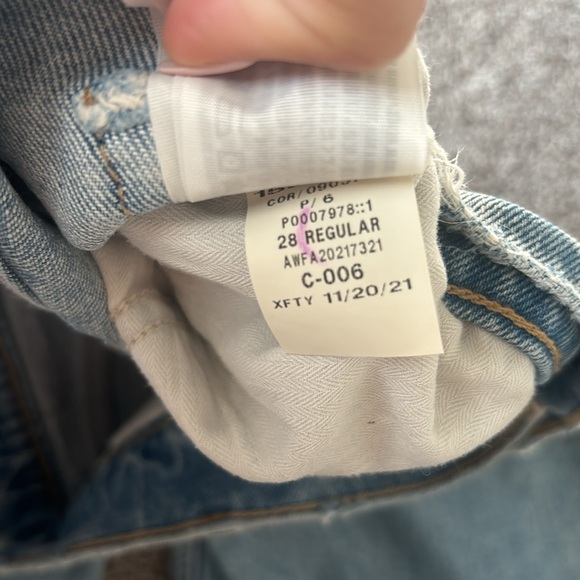 P/ 6
P0007978::1
28 REGULAR
AWFA20217321
C-006
XFTY 11/20/21